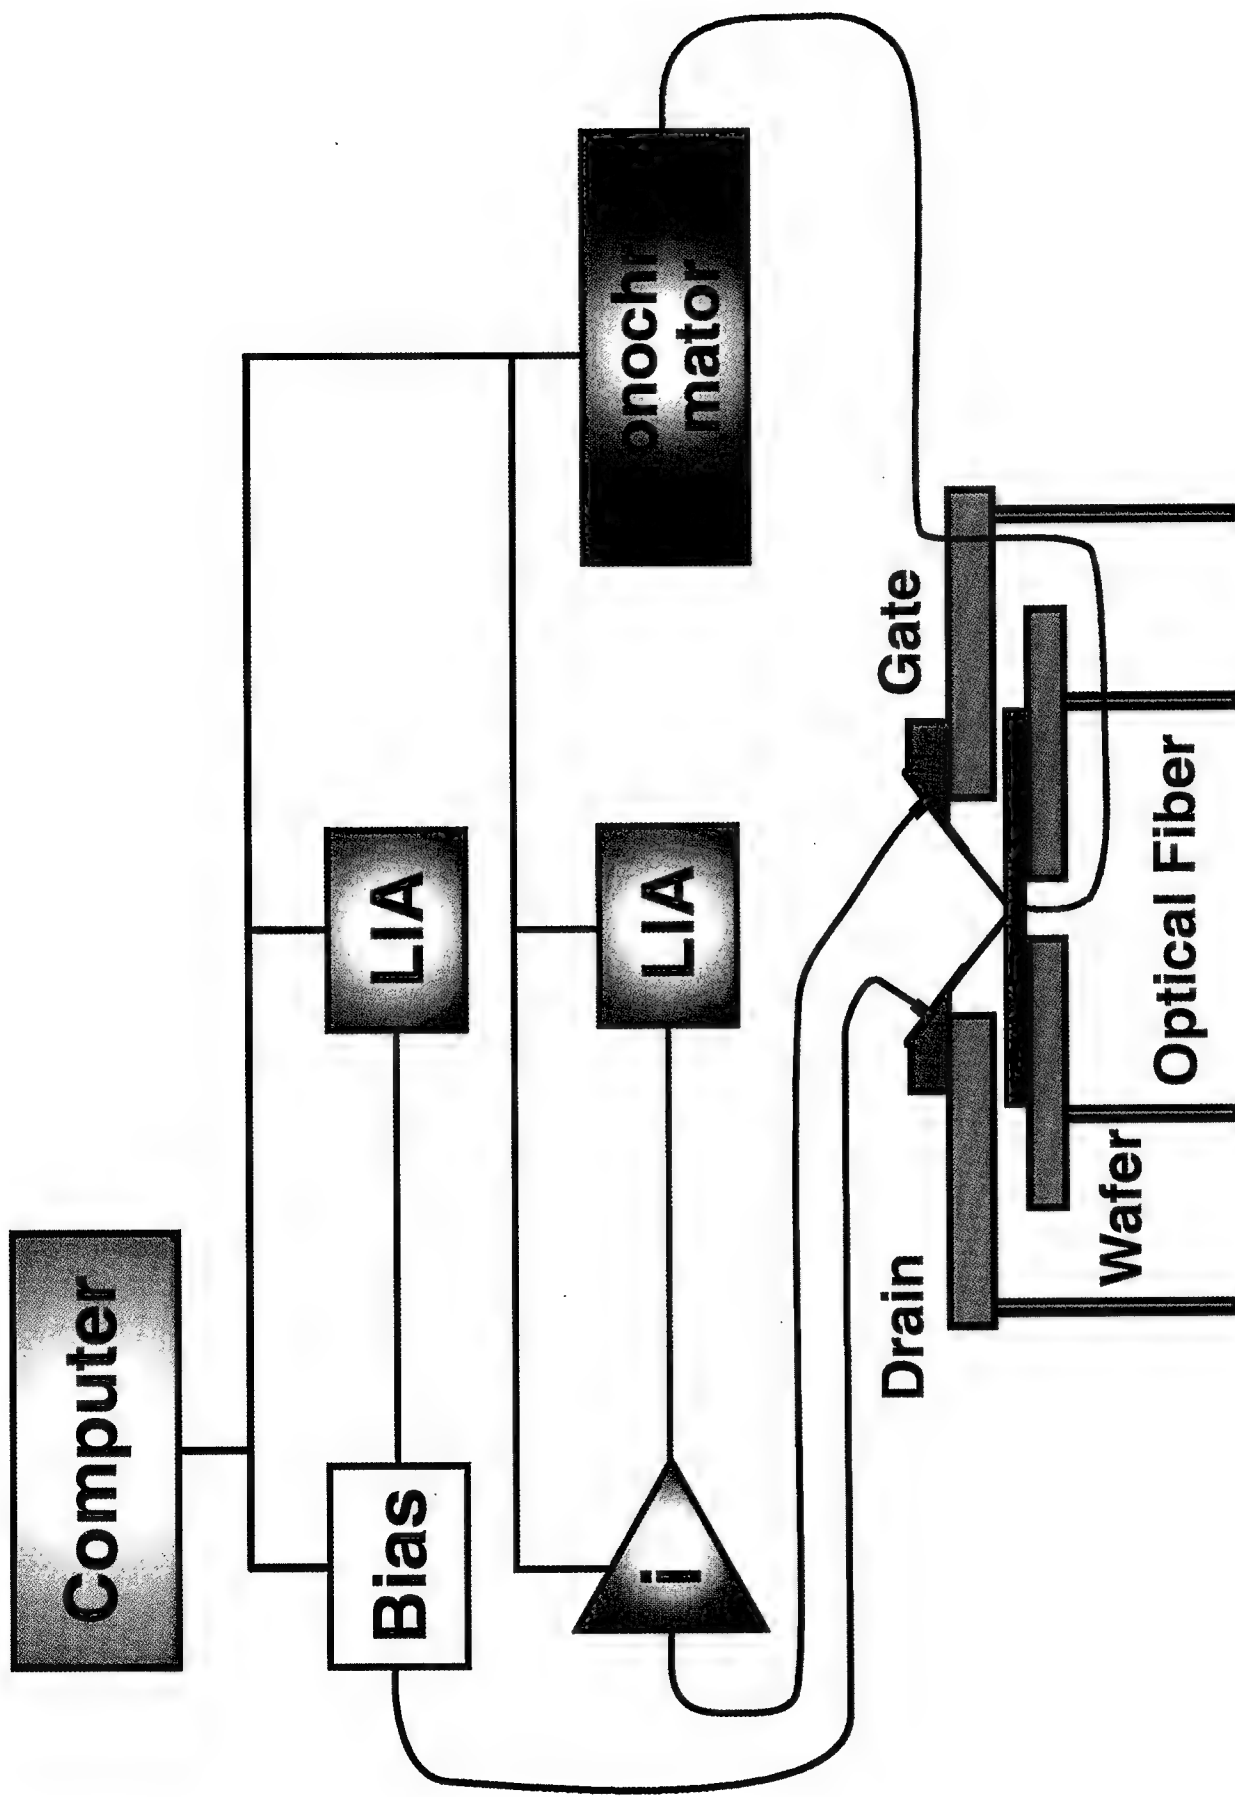 Computer
Bias
LIA
i
LIA
onochr
mator
Drain
Gate
Wafer
Optical Fiber